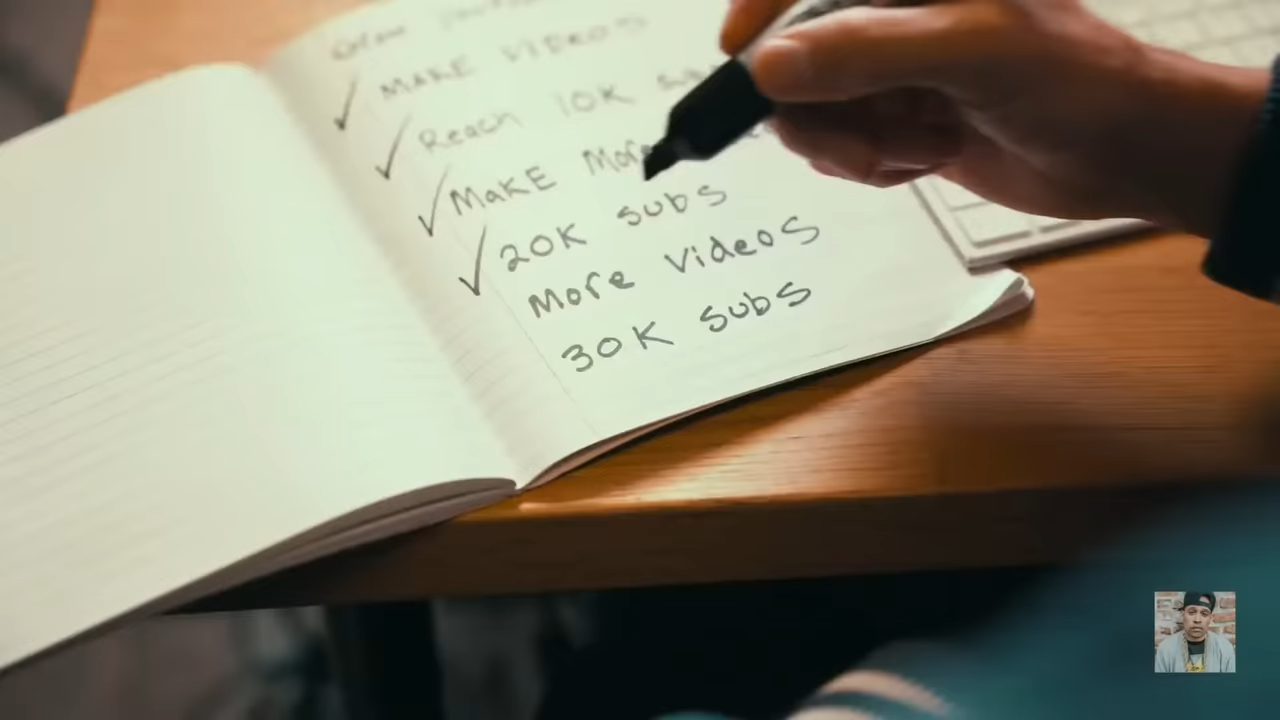 ✓ MAKE VIDEOS
✓ Reach 10K
✓ MaKE More
✓ 20K subs
More Videos
30K subs